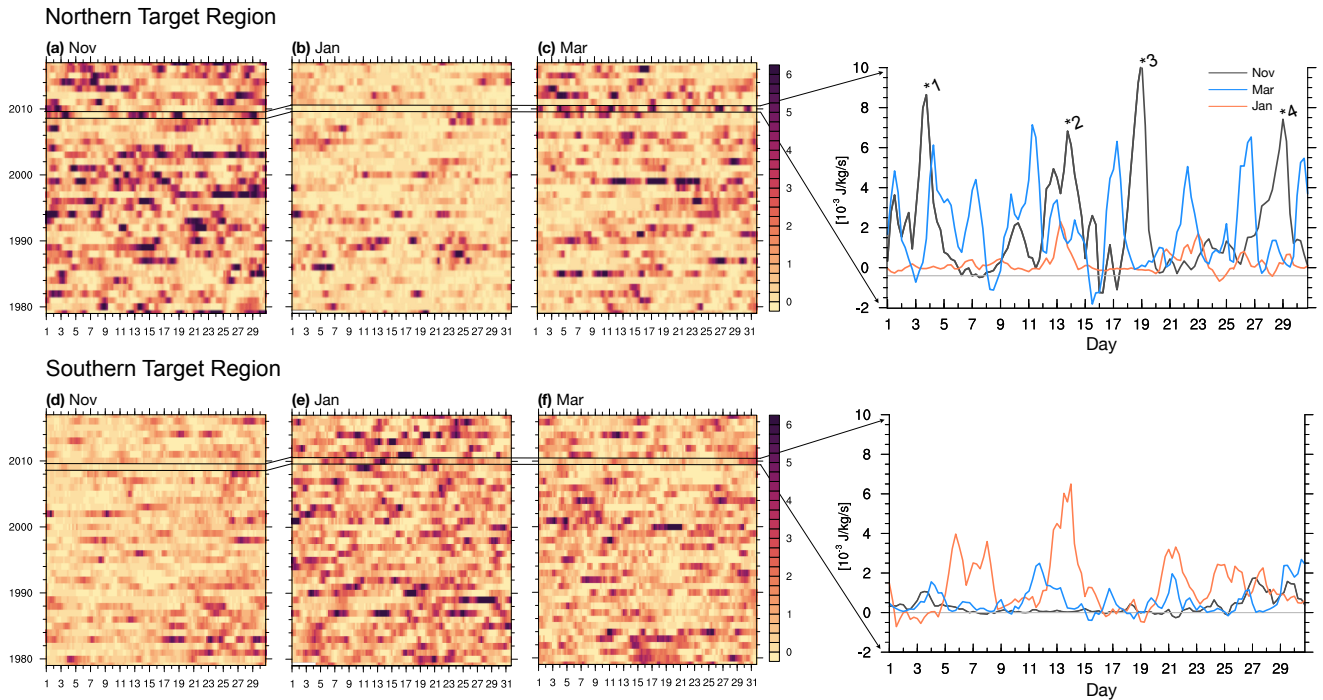 Northern Target Region
(a) Nov
(b) Jan
(c) Mar
2010
2000
1990
1980
1 3 5 7 9 11 13 15 17 19 21 23 25 27 29
1 3 5 7 9 11 13 15 17 19 21 23 25 27 29 31
1 3 5 7 9 11 13 15 17 19 21 23 25 27 29 31
6
5
4
3
2
1
0
[10⁻³ J/kg/s]
10
8
6
4
2
0
-2
*1
*2
*3
*4
Nov
Mar
Jan
1 3 5 7 9 11 13 15 17 19 21 23 25 27 29
Day
Southern Target Region
(d) Nov
(e) Jan
(f) Mar
2010
2000
1990
1980
1 3 5 7 9 11 13 15 17 19 21 23 25 27 29
1 3 5 7 9 11 13 15 17 19 21 23 25 27 29 31
1 3 5 7 9 11 13 15 17 19 21 23 25 27 29 31
6
5
4
3
2
1
0
[10⁻³ J/kg/s]
10
8
6
4
2
0
-2
1 3 5 7 9 11 13 15 17 19 21 23 25 27 29
Day